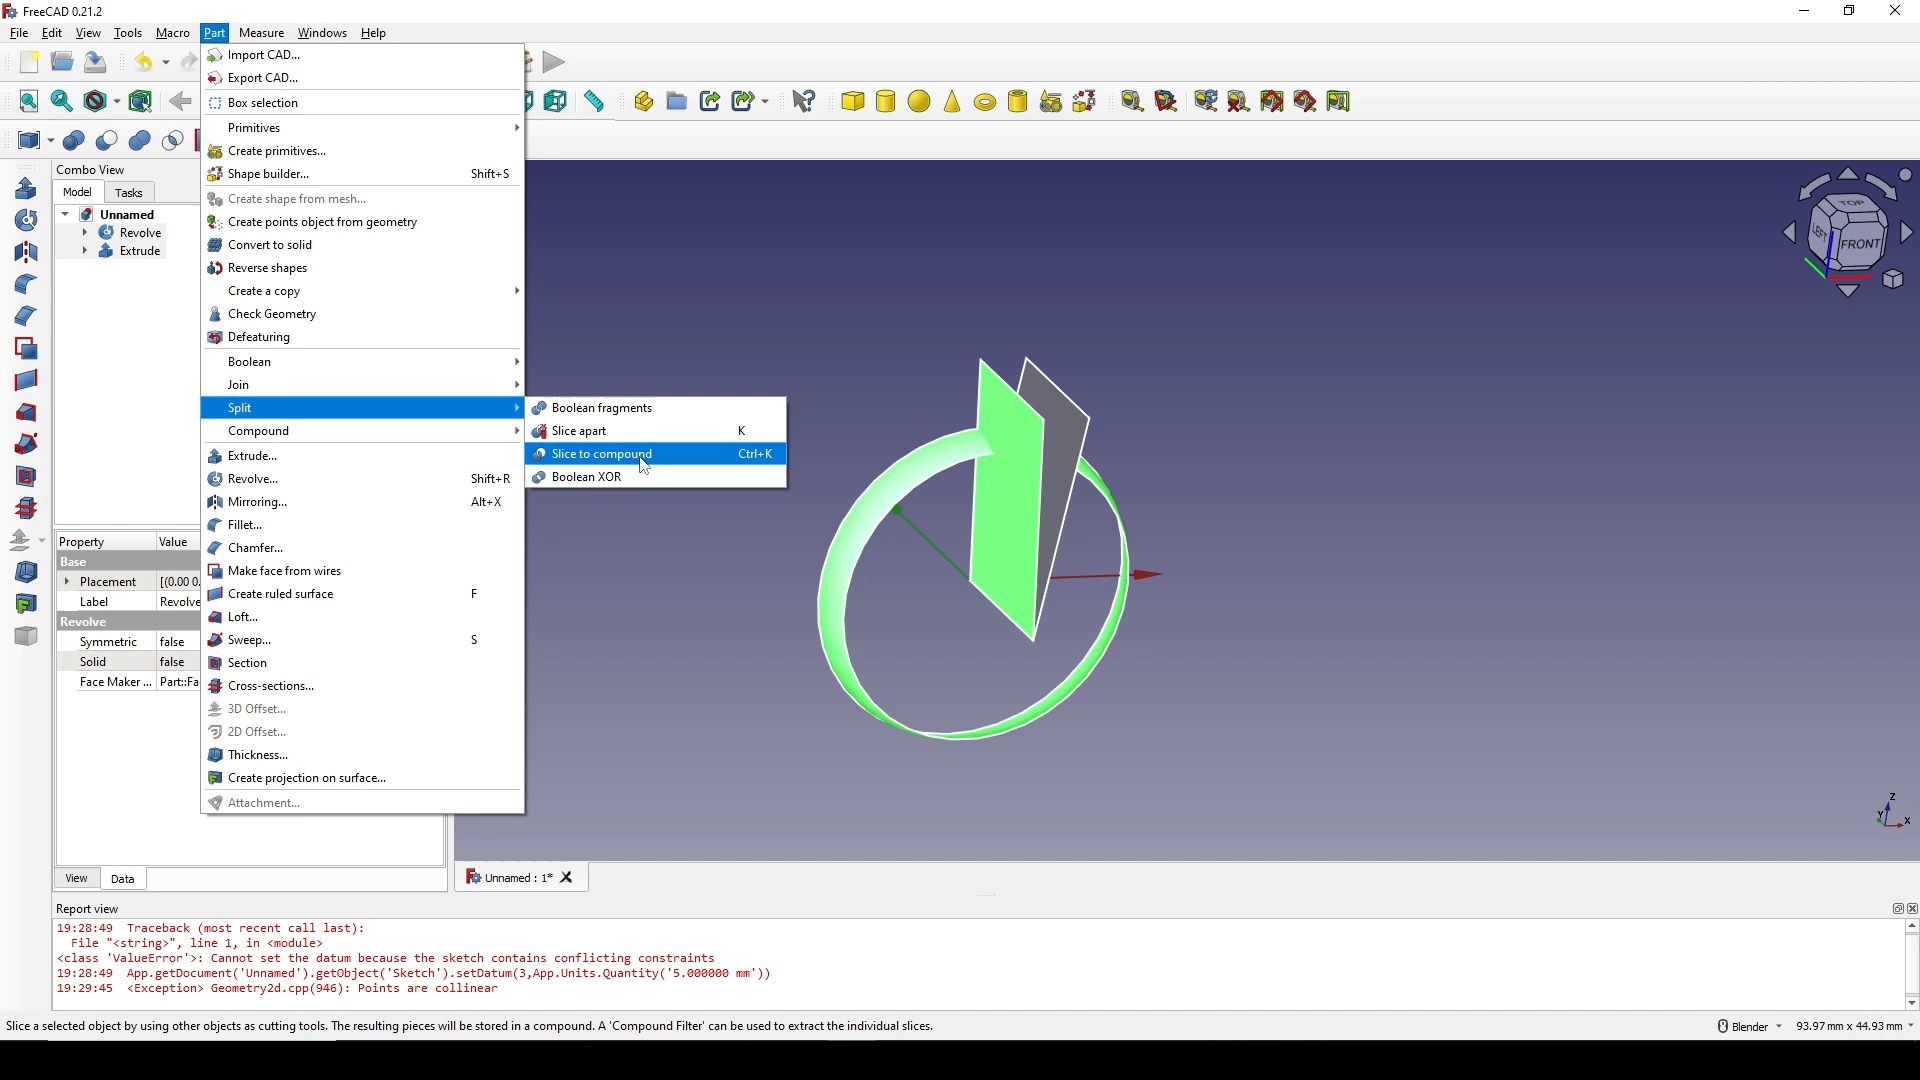 FreeCAD 0.21.2
File Edit View Tools Macro Part Measure Windows Help
Import CAD...
Export CAD...
Box selection
Primitives
Create primitives...
Shape builder... Shift+S
Create shape from mesh...
Create points object from geometry
Convert to solid
Reverse shapes
Create a copy
Check Geometry
Defeaturing
Boolean
Join
Split
Compound
Extrude...
Revolve... Shift+R
Mirroring... Alt+X
Fillet...
Chamfer...
Make face from wires
Create ruled surface F
Loft...
Sweep... S
Section
Cross-sections...
3D Offset...
2D Offset...
Thickness...
Create projection on surface...
Attachment...
Boolean fragments
Slice apart K
Slice to compound Ctrl+K
Boolean XOR
Combo View
Model Tasks
Unnamed
Revolve
Extrude
Property Value
Base
Placement [(0.00 0.
Label Revolve
Revolve
Symmetric false
Solid false
Face Maker ... Part::Fa
View Data
TOP
LEFT
FRONT
Z
Y
X
Unnamed : 1*
Report view
19:28:49 Traceback (most recent call last):
File "<string>", line 1, in <module>
<class 'ValueError'>: Cannot set the datum because the sketch contains conflicting constraints
19:28:49 App.getDocument('Unnamed').getObject('Sketch').setDatum(3,App.Units.Quantity('5.000000 mm'))
19:29:45 <Exception> Geometry2d.cpp(946): Points are collinear
Slice a selected object by using other objects as cutting tools. The resulting pieces will be stored in a compound. A 'Compound Filter' can be used to extract the individual slices.
Blender 93.97 mm x 44.93 mm